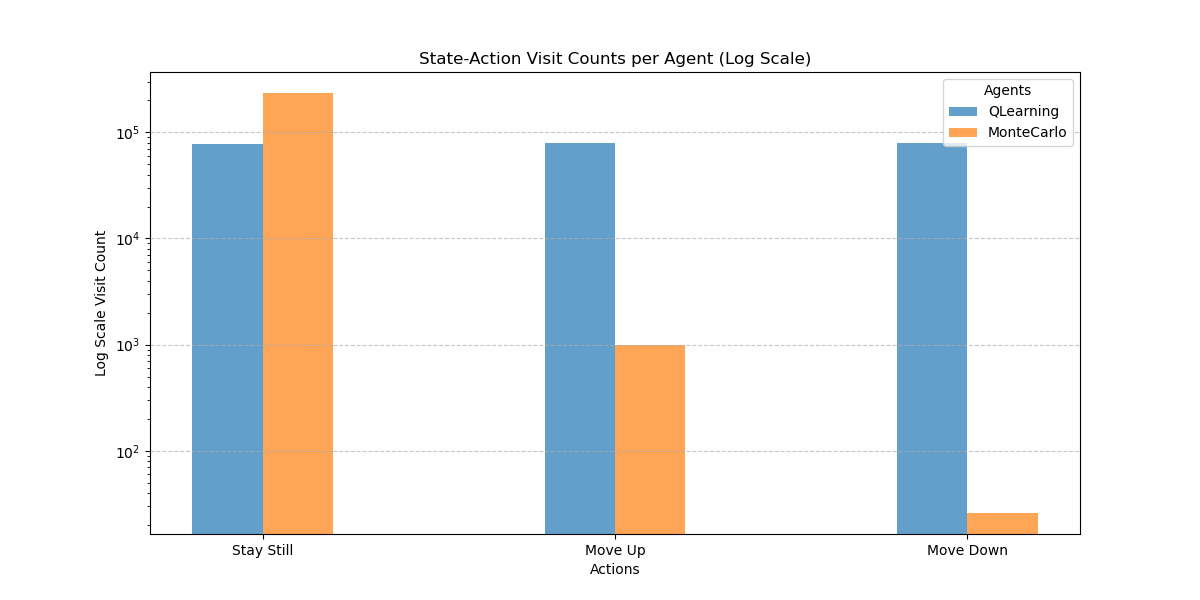 State-Action Visit Counts per Agent (Log Scale)
Agents
QLearning
MonteCarlo
Log Scale Visit Count
10^5
10^4
10^3
10^2
Stay Still
Move Up
Move Down
Actions